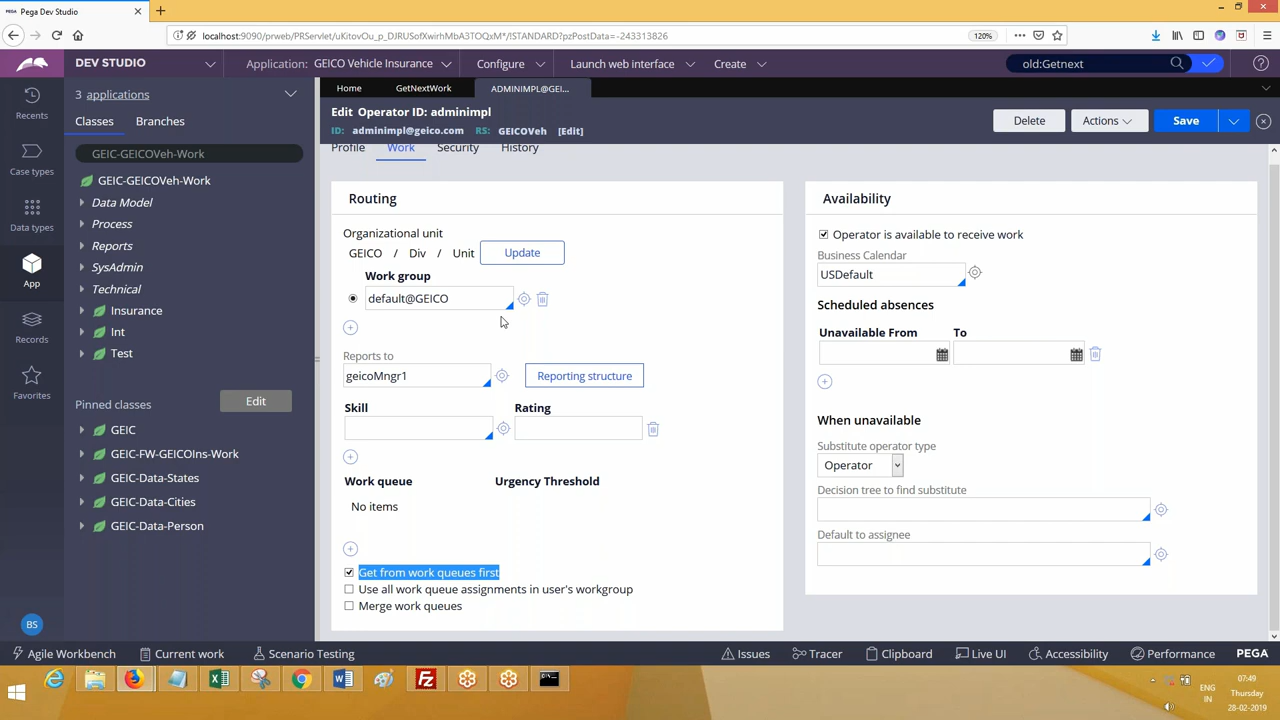 Pega Dev Studio
localhost:9090/prweb/PRServlet/uKitovOu_p_DJRUSofXwirhMbA3TOQxM*/!STANDARD?pzPostData=-243313826
120%
DEV STUDIO
Application: GEICO Vehicle Insurance
Configure
Launch web interface
Create
old:Getnext
3 applications
Home
GetNextWork
ADMINIMPL@GEI...
Recents
Case types
Data types
App
Records
Favorites
BS
Classes
Branches
GEIC-GEICOVeh-Work
GEIC-GEICOVeh-Work
Data Model
Process
Reports
SysAdmin
Technical
Insurance
Int
Test
Pinned classes
Edit
GEIC
GEIC-FW-GEICOIns-Work
GEIC-Data-States
GEIC-Data-Cities
GEIC-Data-Person
Edit Operator ID: adminimpl
ID: adminimpl@geico.com RS: GEICOVeh [Edit]
Delete
Actions
Save
Profile
Work
Security
History
Routing
Organizational unit
GEICO / Div / Unit
Update
Work group
default@GEICO
Reports to
geicoMngr1
Reporting structure
Skill
Rating
Work queue
Urgency Threshold
No items
Get from work queues first
Use all work queue assignments in user's workgroup
Merge work queues
Availability
Operator is available to receive work
Business Calendar
USDefault
Scheduled absences
Unavailable From
To
When unavailable
Substitute operator type
Operator
Decision tree to find substitute
Default to assignee
Agile Workbench
Current work
Scenario Testing
Issues
Tracer
Clipboard
Live UI
Accessibility
Performance
PEGA
ENG
IN
07:49
Thursday
28-02-2019